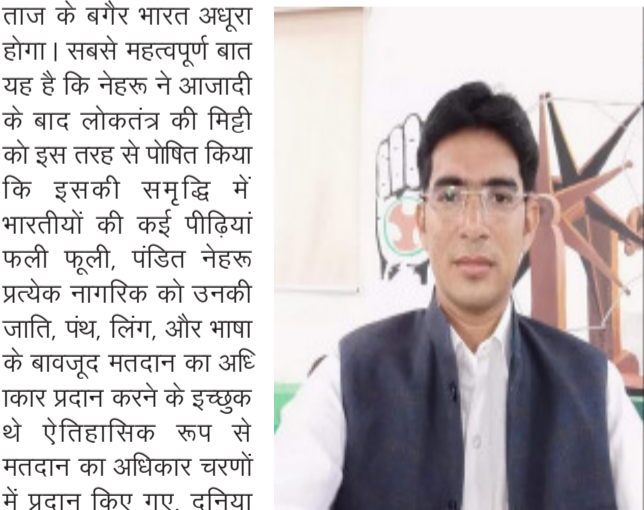 ताज के बगैर भारत अधूरा
होगा। सबसे महत्वपूर्ण बात
यह है कि नेहरू ने आजादी
के बाद लोकतंत्र की मिट्टी
को इस तरह से पोषित किया
कि इसकी समृद्धि में
भारतीयों की कई पीढ़ियां
फली फूली, पंडित नेहरू
प्रत्येक नागरिक को उनकी
जाति, पंथ, लिंग, और भाषा
के बावजूद मतदान का अधि
ाकार प्रदान करने के इच्छुक
थे ऐतिहासिक रूप से
मतदान का अधिकार चरणों
में प्रदान किए गए, दुनिया